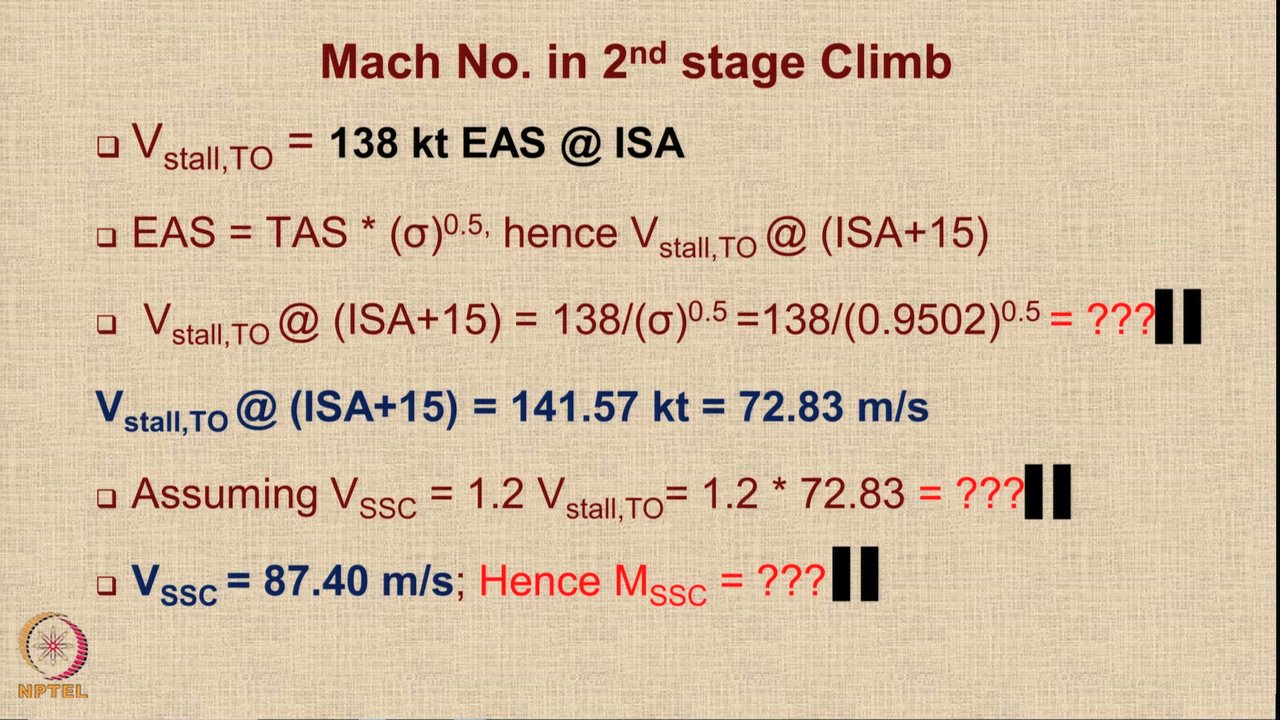 Mach No. in 2nd stage Climb
❑ Vstall,TO = 138 kt EAS @ ISA
❑ EAS = TAS * (σ)0.5, hence Vstall,TO @ (ISA+15)
❑ Vstall,TO @ (ISA+15) = 138/(σ)0.5 =138/(0.9502)0.5 = ???
Vstall,TO @ (ISA+15) = 141.57 kt = 72.83 m/s
❑ Assuming VSSC = 1.2 Vstall,TO= 1.2 * 72.83 = ???
❑ VSSC = 87.40 m/s; Hence MSSC = ???
NPTEL